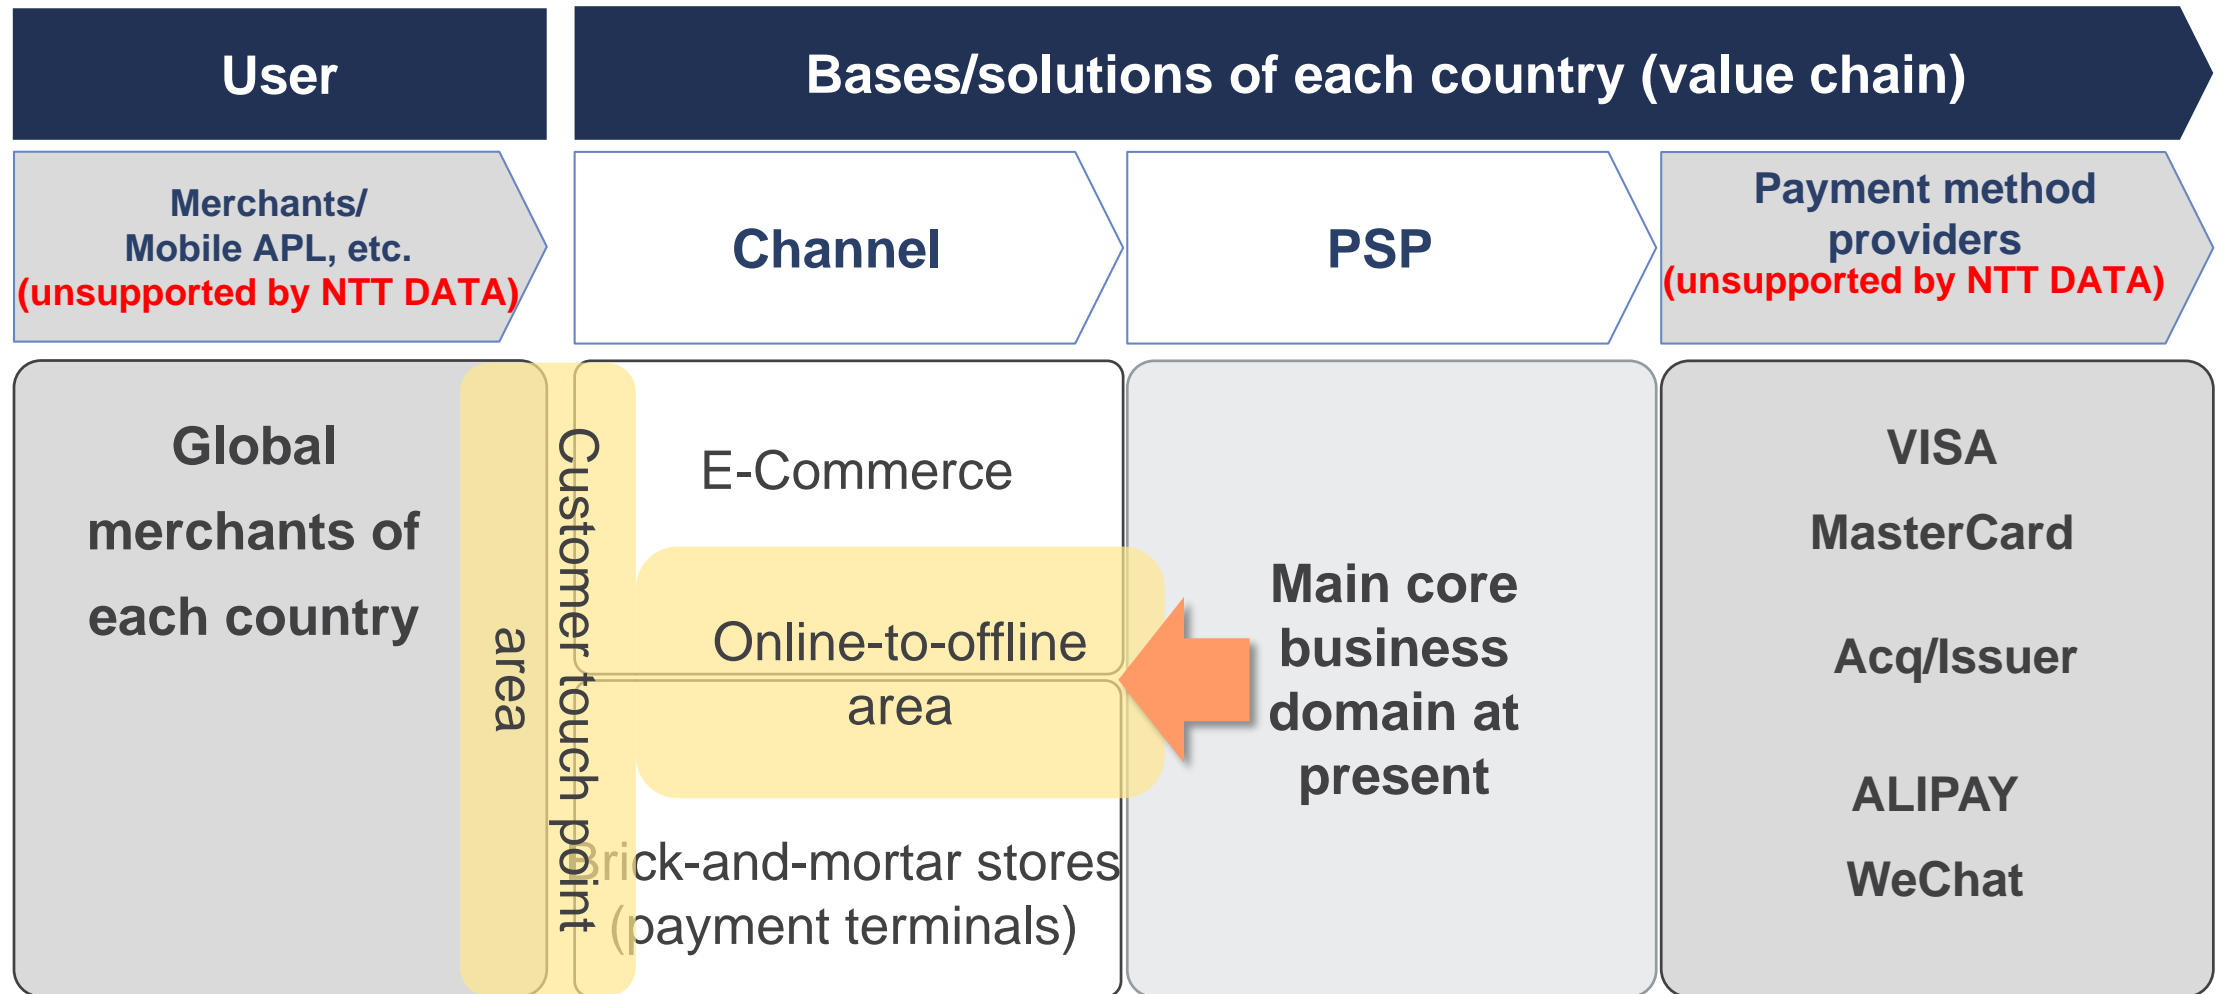 User
Bases/solutions of each country (value chain)
Merchants/
Mobile APL, etc.
(unsupported by NTT DATA)
Channel
PSP
Payment method
providers
(unsupported by NTT DATA)
Global
merchants of
each country
Customer touch point
area
E-Commerce
Online-to-offline
area
Brick-and-mortar stores
(payment terminals)
Main core
business
domain at
present
VISA
MasterCard
Acq/Issuer
ALIPAY
WeChat